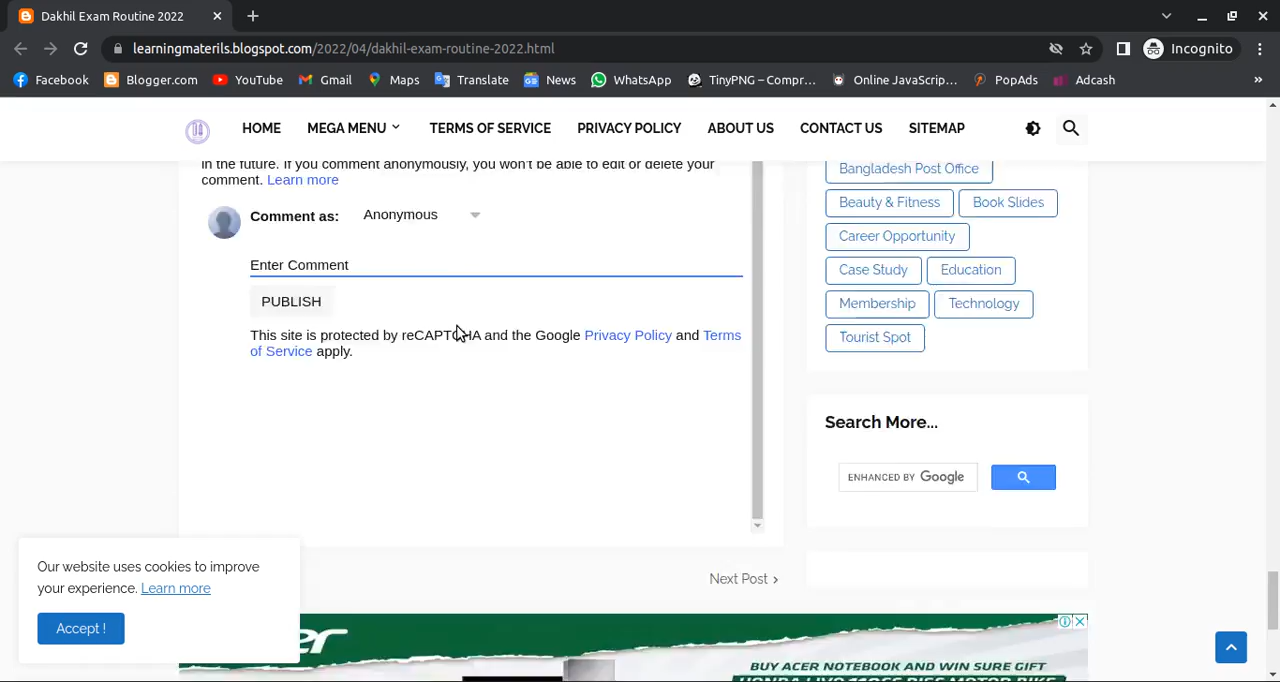 Dakhil Exam Routine 2022
learningmaterils.blogspot.com/2022/04/dakhil-exam-routine-2022.html
Incognito
Facebook Blogger.com YouTube Gmail Maps Translate News WhatsApp TinyPNG – Compr... Online JavaScrip... PopAds Adcash
HOME MEGA MENU TERMS OF SERVICE PRIVACY POLICY ABOUT US CONTACT US SITEMAP
in the future. If you comment anonymously, you won't be able to edit or delete your
comment. Learn more
Comment as: Anonymous
Enter Comment
PUBLISH
This site is protected by reCAPTCHA and the Google Privacy Policy and Terms
of Service apply.
Bangladesh Post Office
Beauty & Fitness Book Slides
Career Opportunity
Case Study Education
Membership Technology
Tourist Spot
Search More...
ENHANCED BY Google
Next Post
Our website uses cookies to improve
your experience. Learn more
Accept !
BUY ACER NOTEBOOK AND WIN SURE GIFT